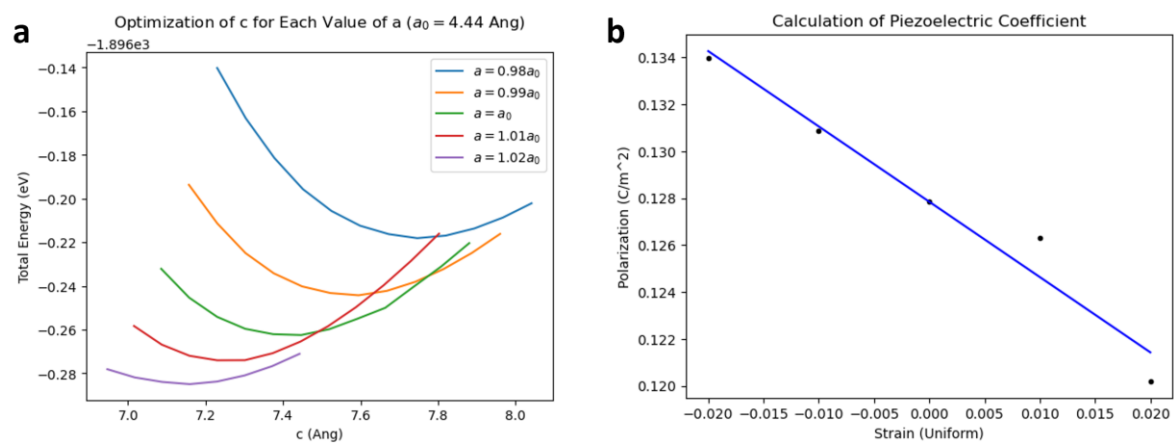 a
Optimization of c for Each Value of a (a₀ = 4.44 Ang)
−1.896e3
−0.14
−0.16
−0.18
−0.20
−0.22
−0.24
−0.26
−0.28
Total Energy (eV)
7.0 7.2 7.4 7.6 7.8 8.0
c (Ang)
a = 0.98a₀
a = 0.99a₀
a = a₀
a = 1.01a₀
a = 1.02a₀
b
Calculation of Piezoelectric Coefficient
0.134
0.132
0.130
0.128
0.126
0.124
0.122
0.120
Polarization (C/m^2)
−0.020 −0.015 −0.010 −0.005 0.000 0.005 0.010 0.015 0.020
Strain (Uniform)